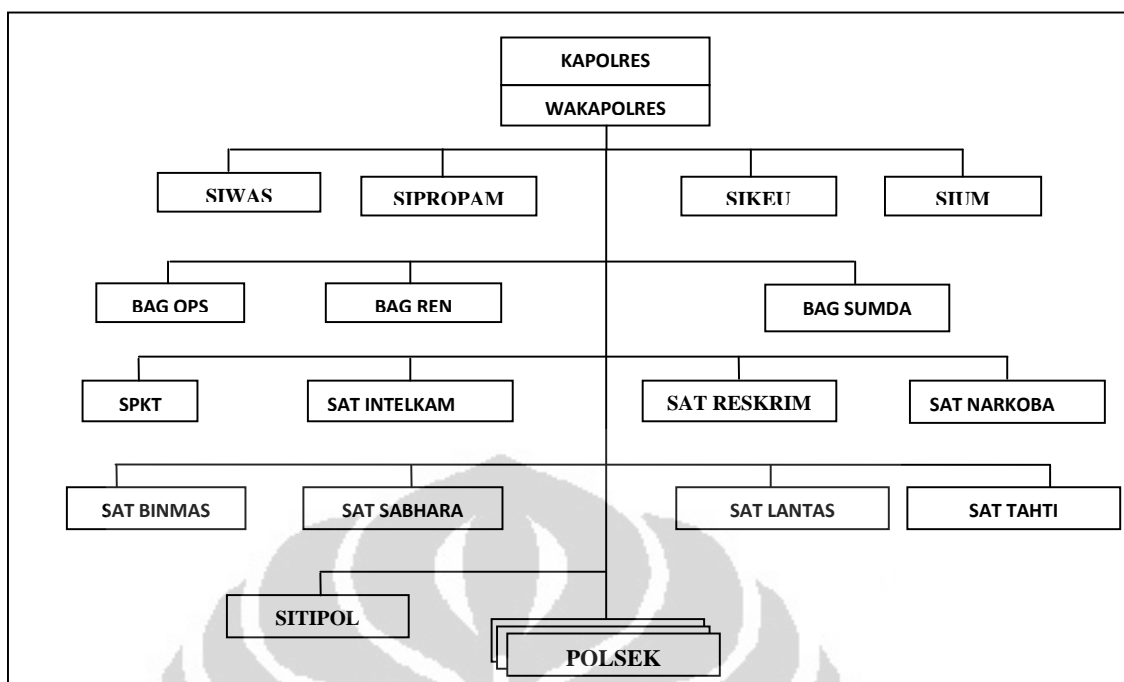 KAPOLRES
WAKAPOLRES
SIWAS
SIPROPAM
SIKEU
SIUM
BAG OPS
BAG REN
BAG SUMDA
SPKT
SAT INTELKAM
SAT RESKRIM
SAT NARKOBA
SAT BINMAS
SAT SABHARA
SAT LANTAS
SAT TAHTI
SITIPOL
POLSEK